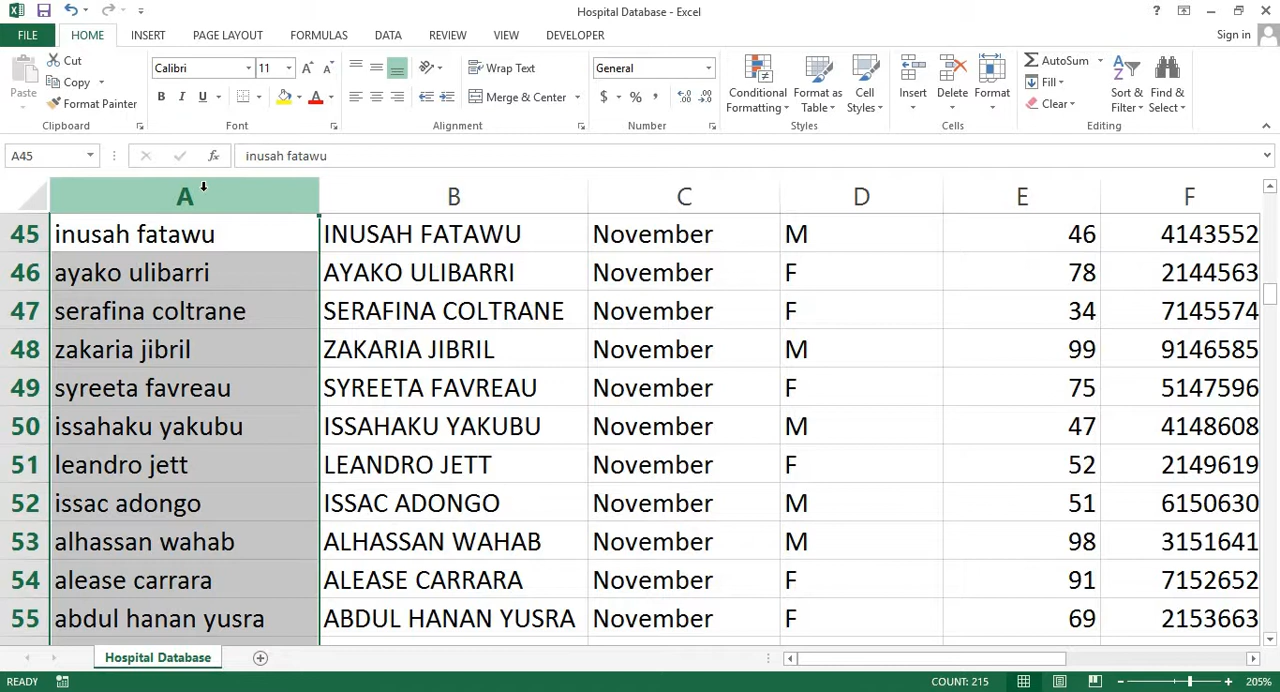 Hospital Database - Excel
?
FILE HOME INSERT PAGE LAYOUT FORMULAS DATA REVIEW VIEW DEVELOPER Sign in
Paste Cut Copy Format Painter
Calibri 11 A A
B I U A
Wrap Text
Merge & Center
General
$ % ,
Conditional Formatting
Format as Table
Cell Styles
Insert Delete Format
AutoSum
Fill
Clear
Sort & Filter
Find & Select
Clipboard Font Alignment Number Styles Cells Editing
A45 fx inusah fatawu
A B C D E F
45 inusah fatawu INUSAH FATAWU November M 46 4143552
46 ayako ulibarri AYAKO ULIBARRI November F 78 2144563
47 serafina coltrane SERAFINA COLTRANE November F 34 7145574
48 zakaria jibril ZAKARIA JIBRIL November M 99 9146585
49 syreeta favreau SYREETA FAVREAU November F 75 5147596
50 issahaku yakubu ISSAHAKU YAKUBU November M 47 4148608
51 leandro jett LEANDRO JETT November F 52 2149619
52 issac adongo ISSAC ADONGO November M 51 6150630
53 alhassan wahab ALHASSAN WAHAB November M 98 3151641
54 alease carrara ALEASE CARRARA November F 91 7152652
55 abdul hanan yusra ABDUL HANAN YUSRA November F 69 2153663
Hospital Database
READY COUNT: 215 205%